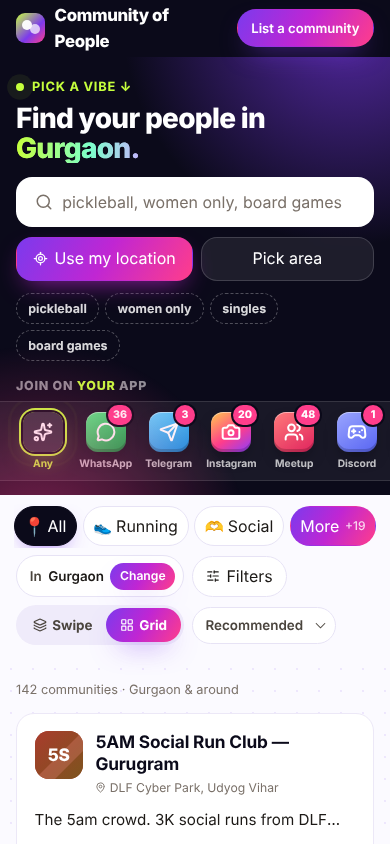 Community of
People
List a community
PICK A VIBE ↓
Find your people in
Gurgaon.
pickleball, women only, board games
Use my location
Pick area
pickleball
women only
singles
board games
JOIN ON YOUR APP
36
3
20
48
1
Any
WhatsApp
Telegram
Instagram
Meetup
Discord
All
Running
Social
More +19
In Gurgaon Change
Filters
Swipe
Grid
Recommended
142 communities · Gurgaon & around
5S
5AM Social Run Club —
Gurugram
DLF Cyber Park, Udyog Vihar
The 5am crowd. 3K social runs from DLF...